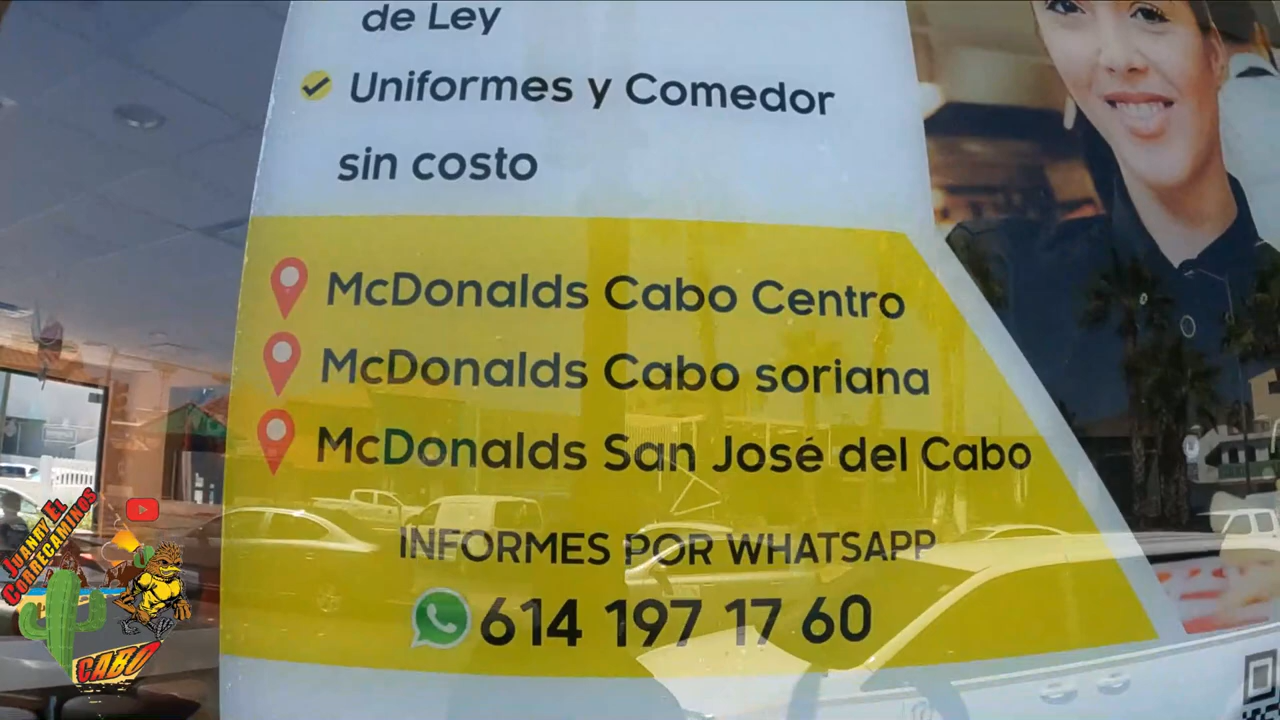 de Ley
Uniformes y Comedor
sin costo
McDonalds Cabo Centro
McDonalds Cabo soriana
McDonalds San José del Cabo
INFORMES POR WHATSAPP
614 197 17 60
JUANRY EL
CORRECAMINOS
CABO